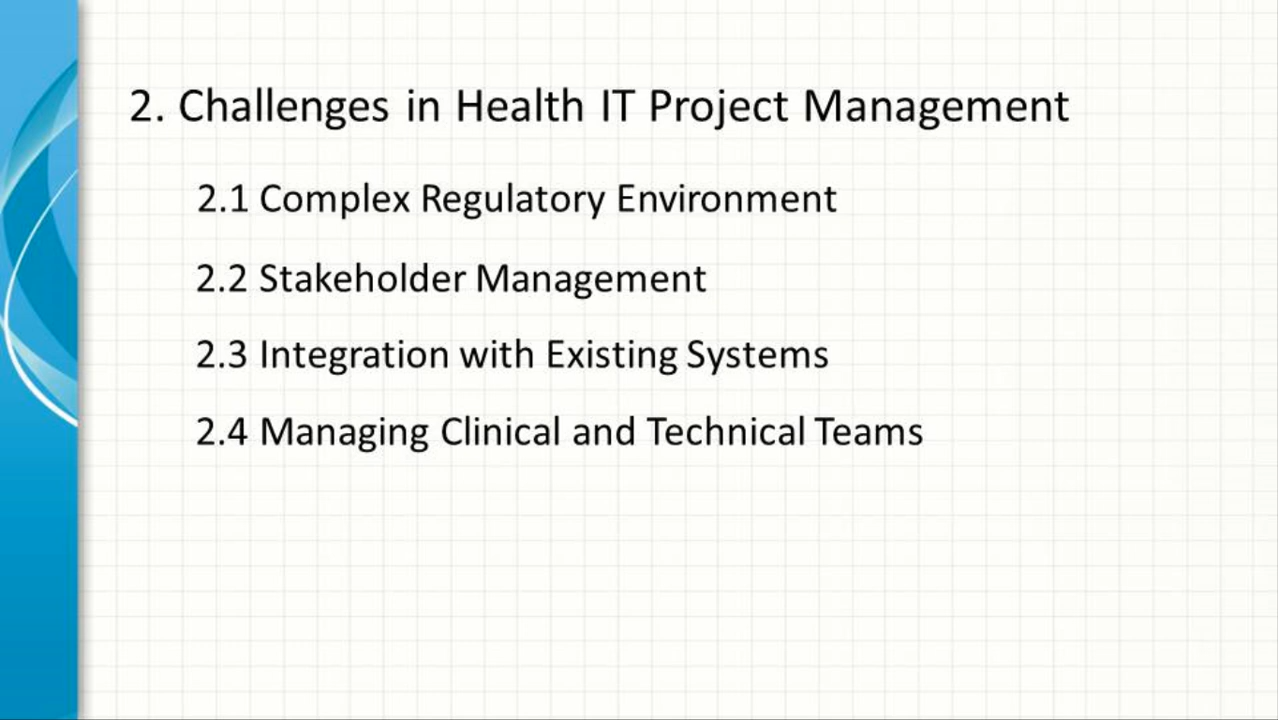 2. Challenges in Health IT Project Management
2.1 Complex Regulatory Environment
2.2 Stakeholder Management
2.3 Integration with Existing Systems
2.4 Managing Clinical and Technical Teams